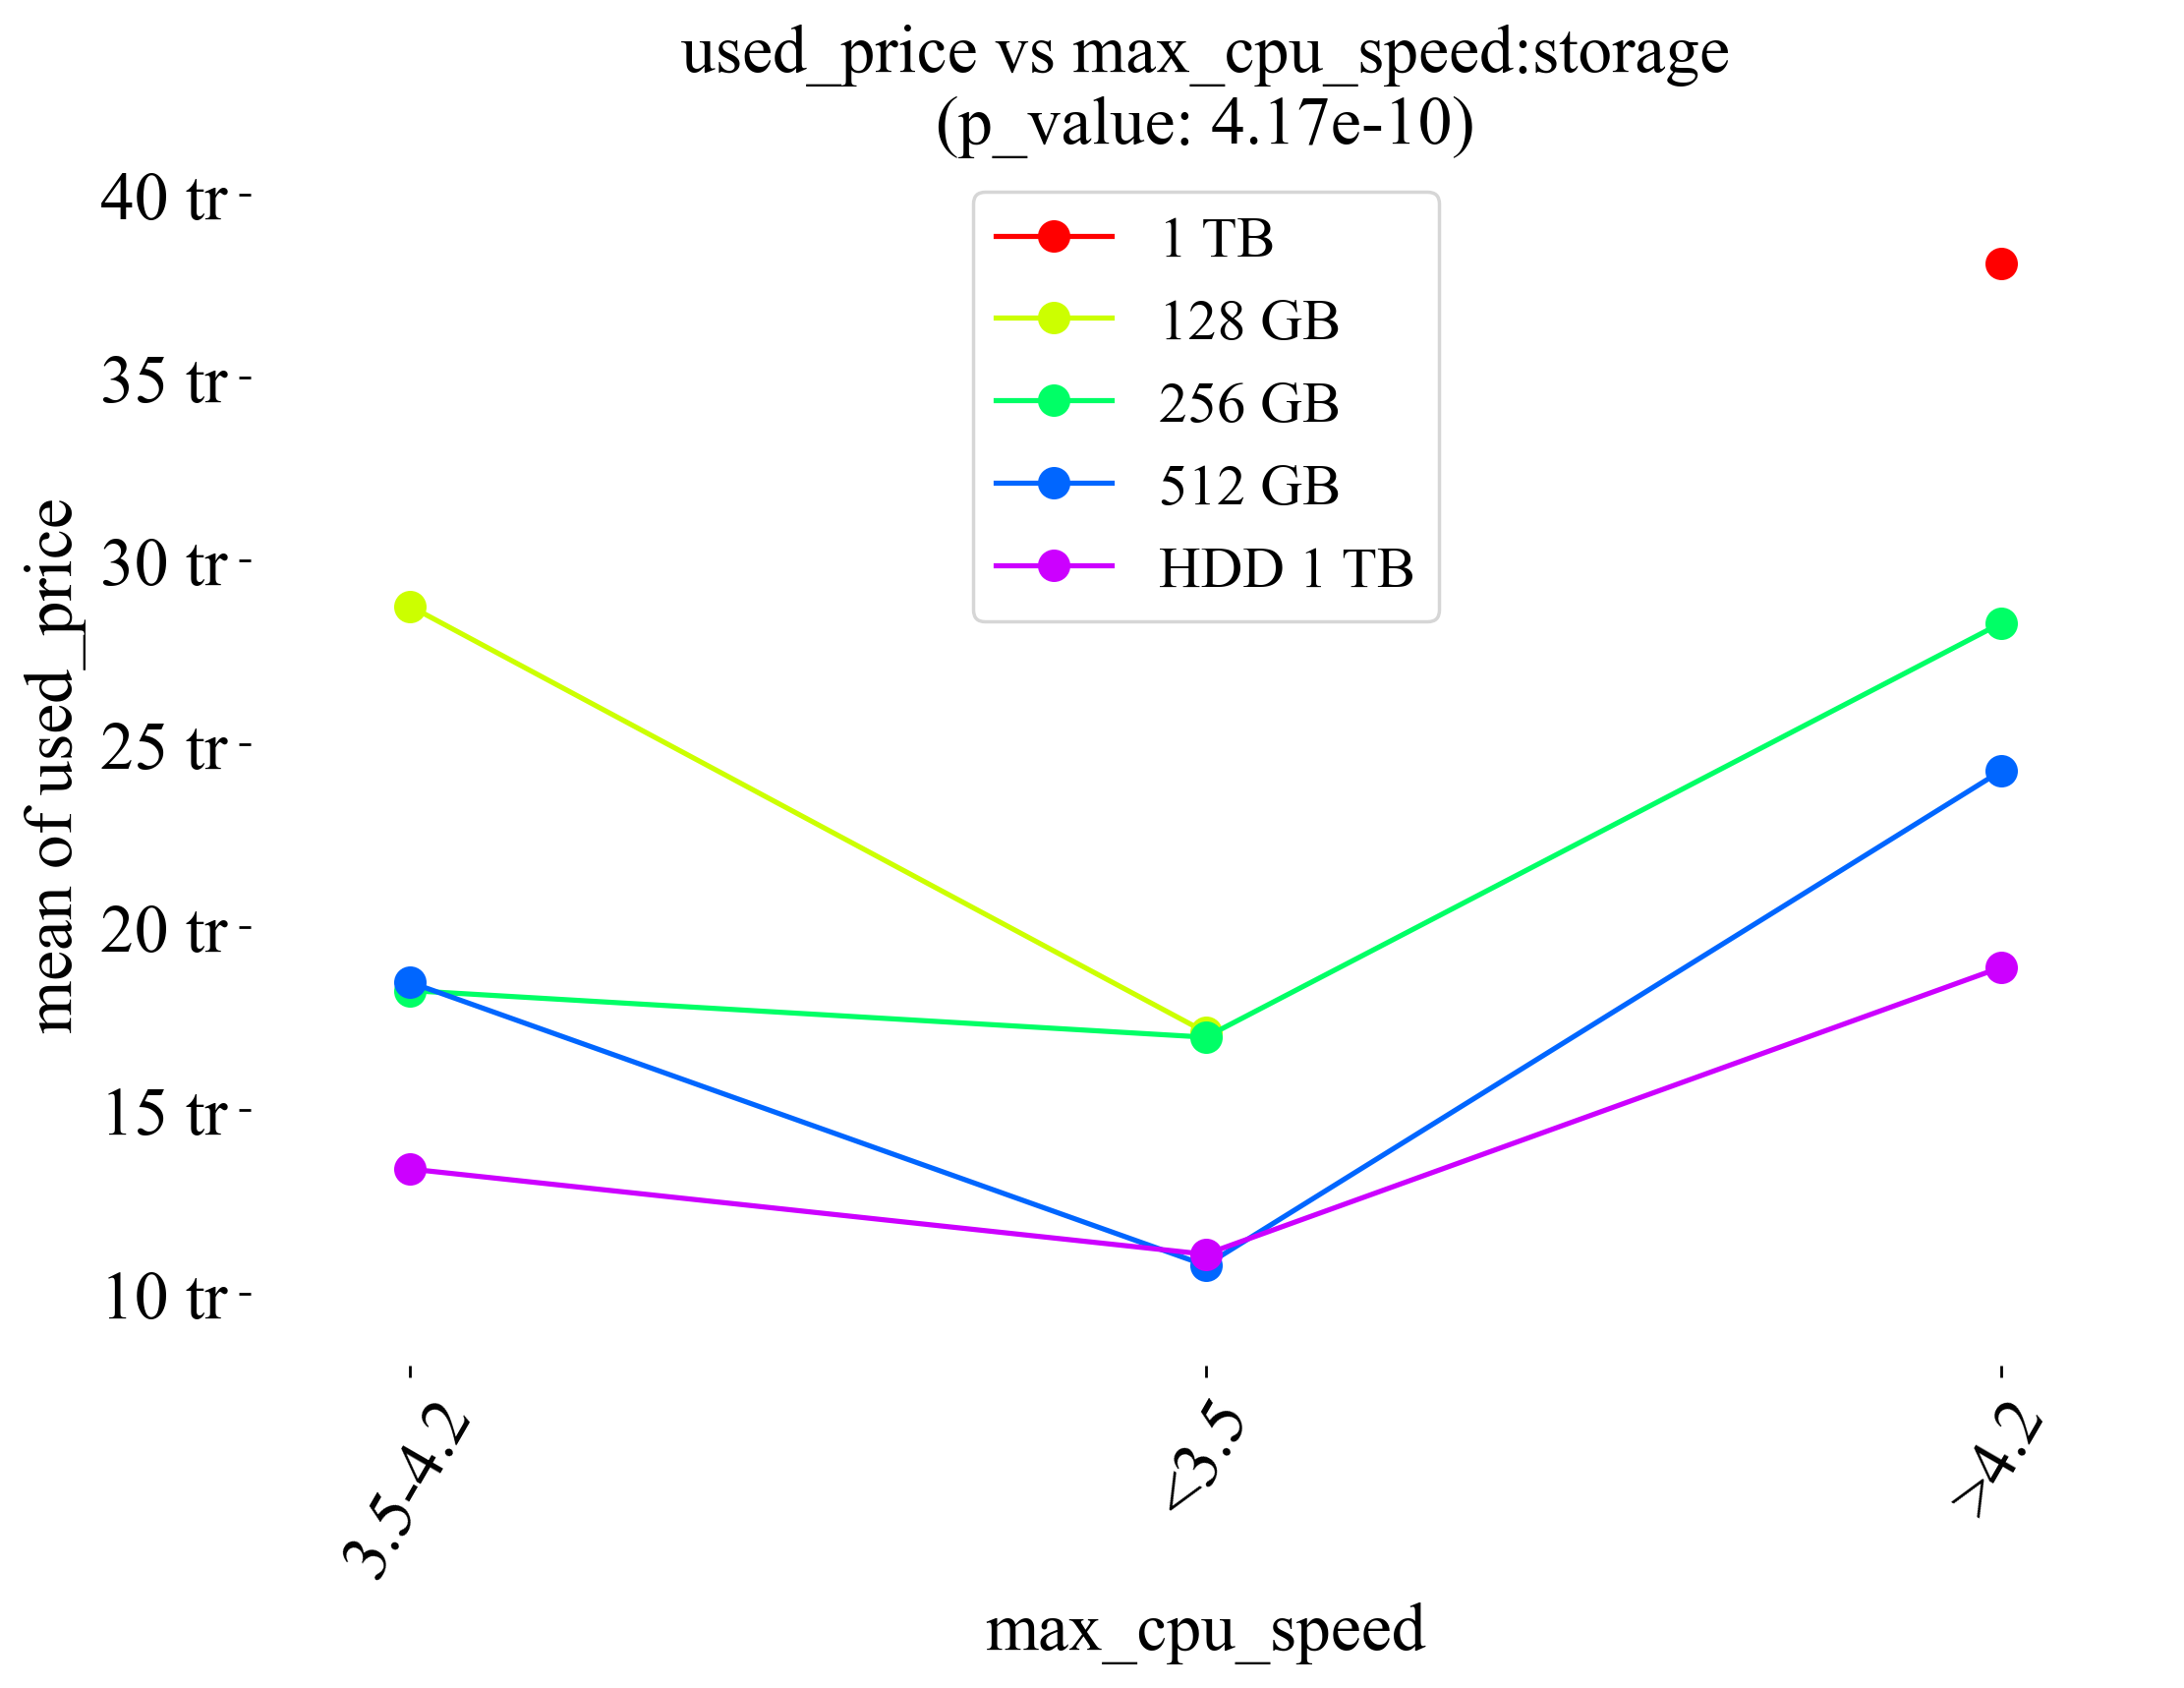 used_price vs max_cpu_speed:storage
(p_value: 4.17e-10)
40 tr
35 tr
30 tr
25 tr
20 tr
15 tr
10 tr
mean of used_price
1 TB
128 GB
256 GB
512 GB
HDD 1 TB
3.5-4.2
<3.5
>4.2
max_cpu_speed